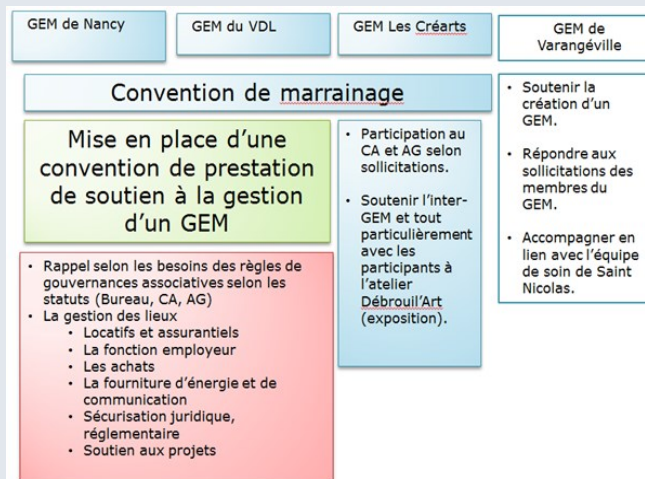 GEM de Nancy
GEM du VDL
GEM Les Créarts
GEM de
Varangéville
Convention de marrainage
Mise en place d’une
convention de prestation
de soutien à la gestion
d’un GEM
• Rappel selon les besoins des règles de
gouvernances associatives selon les
statuts (Bureau, CA, AG)
• La gestion des lieux
• Locatifs et assurantiels
• La fonction employeur
• Les achats
• La fourniture d’énergie et de
communication
• Sécurisation juridique,
réglementaire
• Soutien aux projets
• Participation au
CA et AG selon
sollicitations.
• Soutenir l’inter-
GEM et tout
particulièrement
avec les
participants à
l’atelier
Débrouil’Art
(exposition).
• Soutenir la
création d’un
GEM.
• Répondre aux
sollicitations des
membres du
GEM.
• Accompagner en
lien avec l’équipe
de soin de Saint
Nicolas.